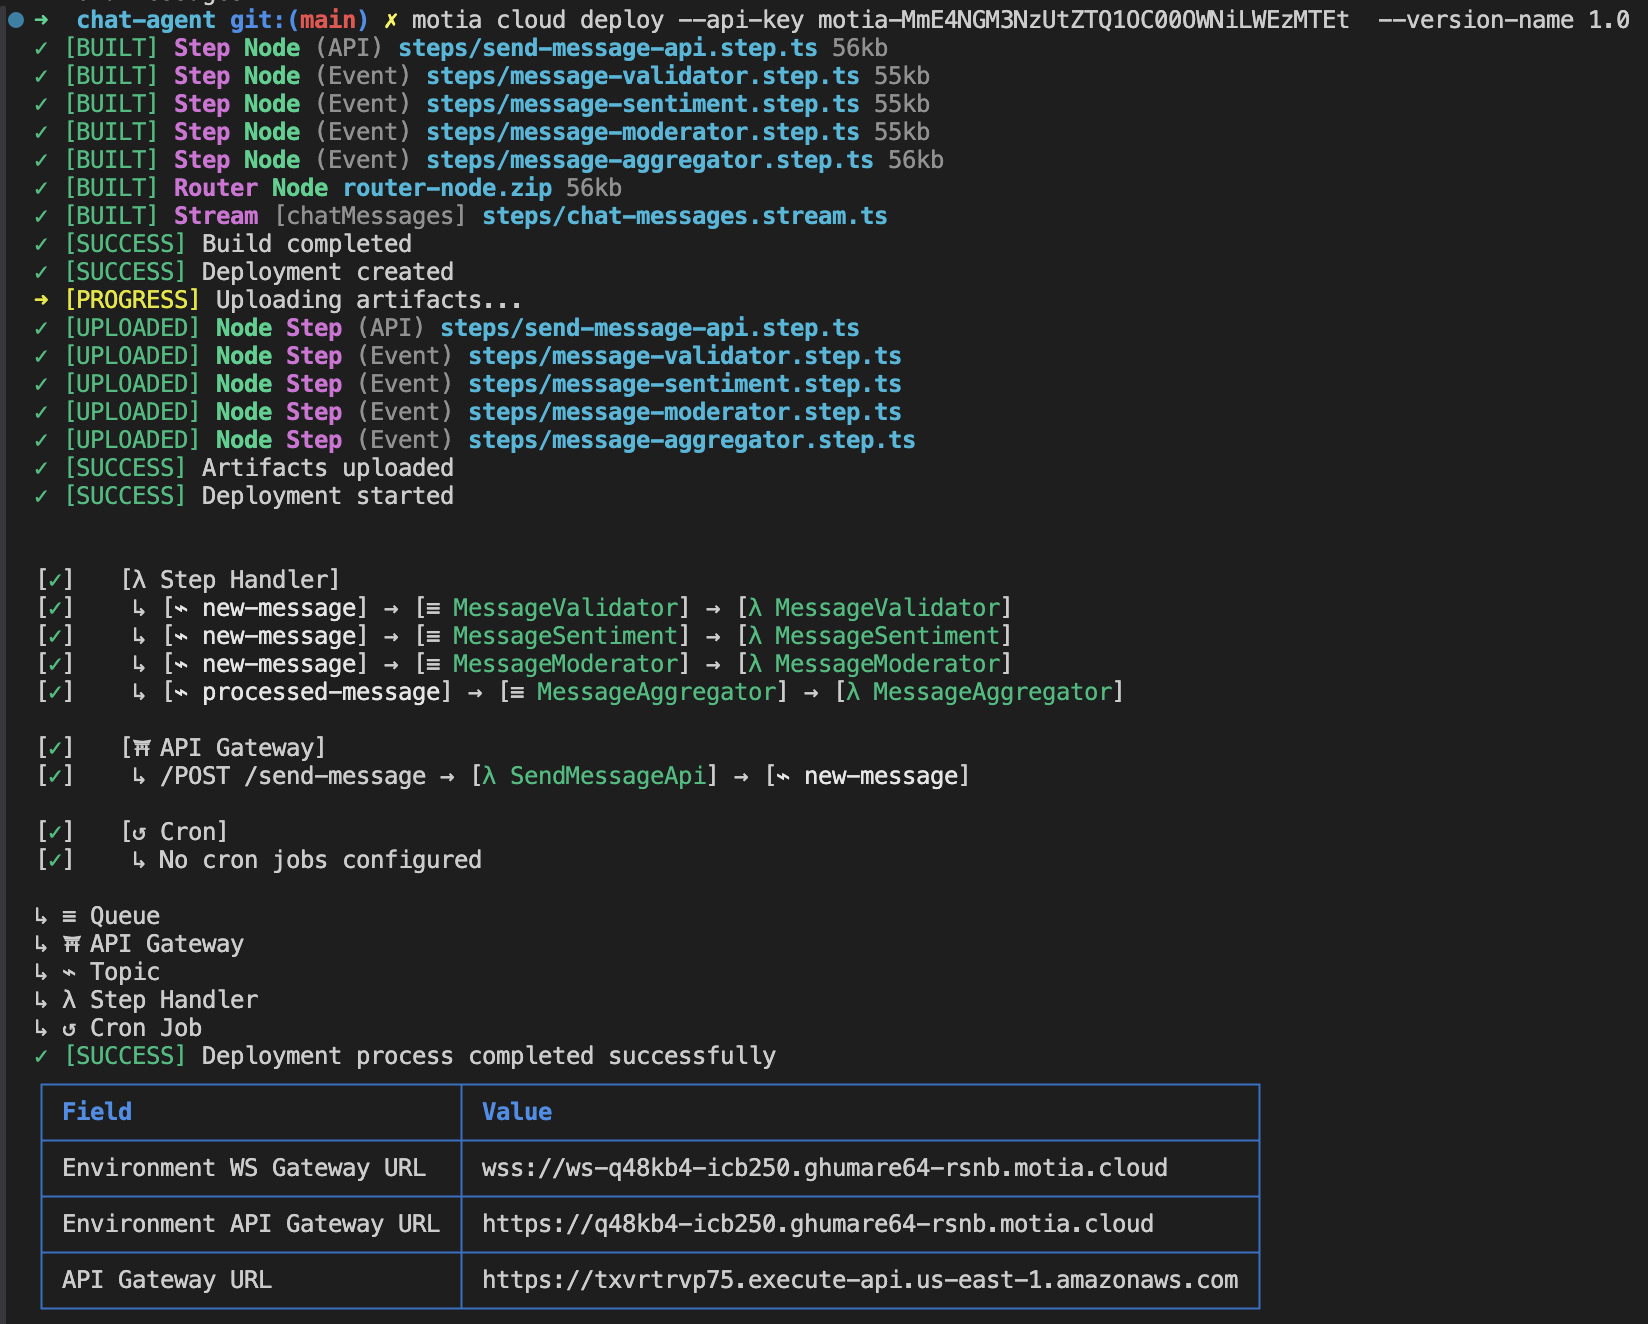 ➜ chat-agent git:(main) ✗ motia cloud deploy --api-key motia-MmE4NGM3NzUtZTQ1OC00OWNiLWEzMTEt --version-name 1.0
✓ [BUILT] Step Node (API) steps/send-message-api.step.ts 56kb
✓ [BUILT] Step Node (Event) steps/message-validator.step.ts 55kb
✓ [BUILT] Step Node (Event) steps/message-sentiment.step.ts 55kb
✓ [BUILT] Step Node (Event) steps/message-moderator.step.ts 55kb
✓ [BUILT] Step Node (Event) steps/message-aggregator.step.ts 56kb
✓ [BUILT] Router Node router-node.zip 56kb
✓ [BUILT] Stream [chatMessages] steps/chat-messages.stream.ts
✓ [SUCCESS] Build completed
✓ [SUCCESS] Deployment created
➜ [PROGRESS] Uploading artifacts...
✓ [UPLOADED] Node Step (API) steps/send-message-api.step.ts
✓ [UPLOADED] Node Step (Event) steps/message-validator.step.ts
✓ [UPLOADED] Node Step (Event) steps/message-sentiment.step.ts
✓ [UPLOADED] Node Step (Event) steps/message-moderator.step.ts
✓ [UPLOADED] Node Step (Event) steps/message-aggregator.step.ts
✓ [SUCCESS] Artifacts uploaded
✓ [SUCCESS] Deployment started
[✓] [λ Step Handler]
[✓] ↳ [⌁ new-message] → [≡ MessageValidator] → [λ MessageValidator]
[✓] ↳ [⌁ new-message] → [≡ MessageSentiment] → [λ MessageSentiment]
[✓] ↳ [⌁ new-message] → [≡ MessageModerator] → [λ MessageModerator]
[✓] ↳ [⌁ processed-message] → [≡ MessageAggregator] → [λ MessageAggregator]
[✓] [⛩ API Gateway]
[✓] ↳ /POST /send-message → [λ SendMessageApi] → [⌁ new-message]
[✓] [↺ Cron]
[✓] ↳ No cron jobs configured
↳ ≡ Queue
↳ ⛩ API Gateway
↳ ⌁ Topic
↳ λ Step Handler
↳ ↺ Cron Job
✓ [SUCCESS] Deployment process completed successfully
Field Value
Environment WS Gateway URL wss://ws-q48kb4-icb250.ghumare64-rsnb.motia.cloud
Environment API Gateway URL https://q48kb4-icb250.ghumare64-rsnb.motia.cloud
API Gateway URL https://txvrtrvp75.execute-api.us-east-1.amazonaws.com